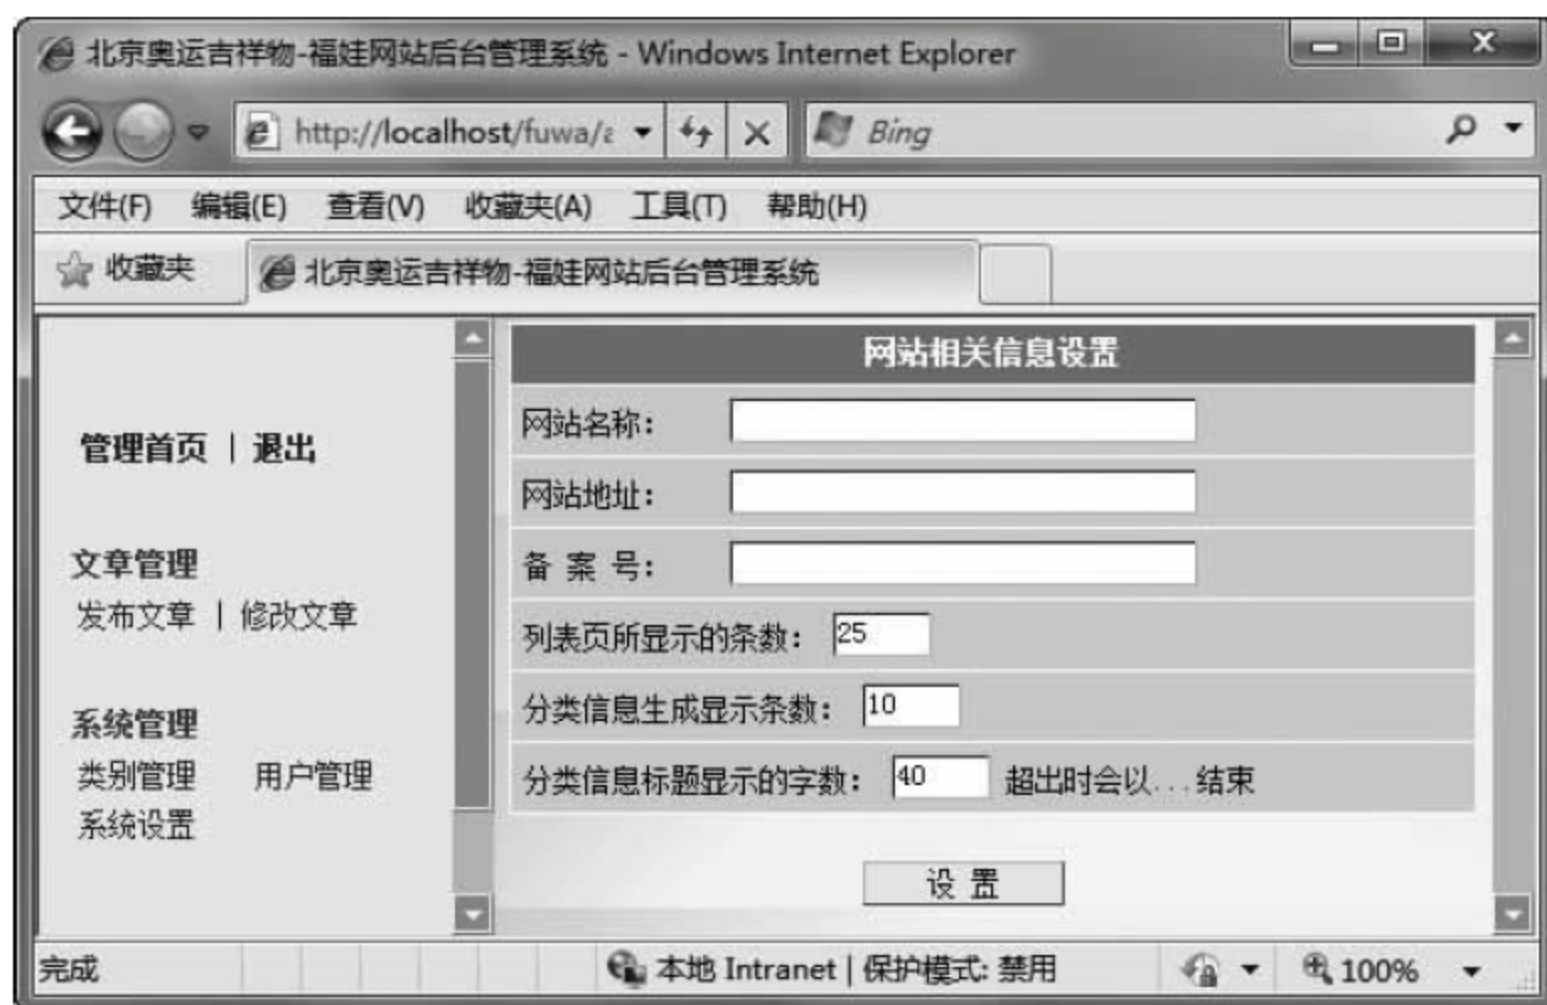 北京奥运吉祥物-福娃网站后台管理系统 - Windows Internet Explorer
http://localhost/fuwa/a
Bing
文件(F) 编辑(E) 查看(V) 收藏夹(A) 工具(T) 帮助(H)
收藏夹 北京奥运吉祥物-福娃网站后台管理系统
管理首页 | 退出
文章管理
发布文章 | 修改文章
系统管理
类别管理 用户管理
系统设置
网站相关信息设置
网站名称：
网站地址：
备 案 号：
列表页所显示的条数： 25
分类信息生成显示条数： 10
分类信息标题显示的字数： 40 超出时会以...结束
设 置
完成 本地 Intranet | 保护模式: 禁用 100%